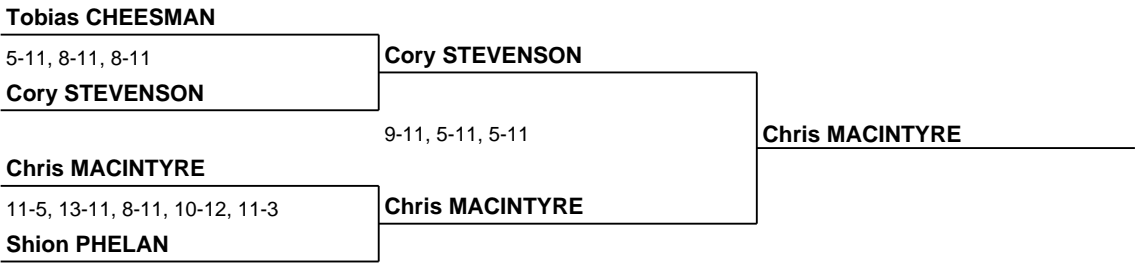 Tobias CHEESMAN
5-11, 8-11, 8-11
Cory STEVENSON
Cory STEVENSON
9-11, 5-11, 5-11
Chris MACINTYRE
Chris MACINTYRE
11-5, 13-11, 8-11, 10-12, 11-3
Chris MACINTYRE
Shion PHELAN